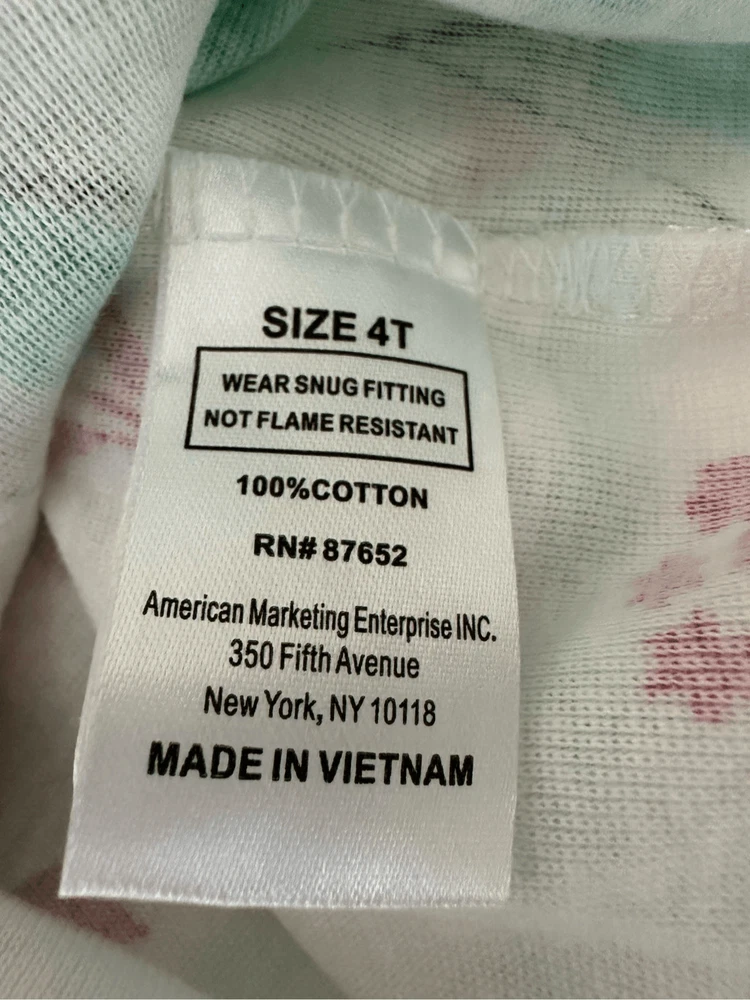 SIZE 4T
WEAR SNUG FITTING
NOT FLAME RESISTANT
100%COTTON
RN# 87652
American Marketing Enterprise INC.
350 Fifth Avenue
New York, NY 10118
MADE IN VIETNAM